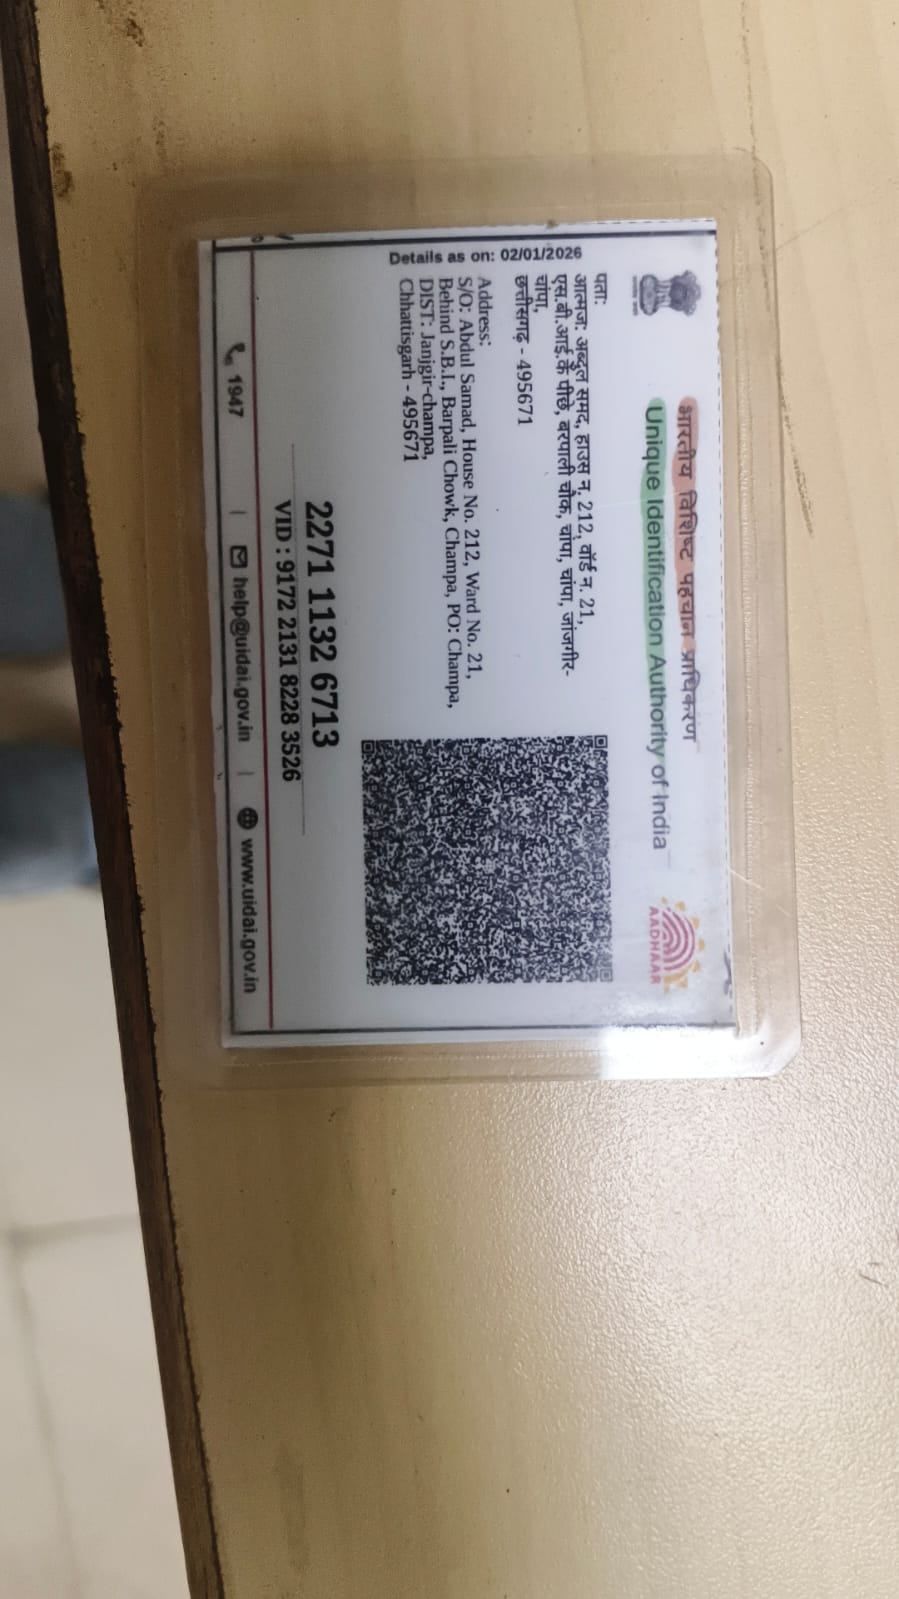 भारतीय विशिष्ट पहचान प्राधिकरण
Unique Identification Authority of India
AADHAAR
Details as on: 02/01/2026
पता:
आत्मज: अब्दुल समद, हाउस न. 212, वॉर्ड न. 21,
एस.बी.आई.के पीछे, बरपाली चौक, चांपा, चांपा, जांजगीर-
चांपा,
छत्तीसगढ़ - 495671
Address:
S/O: Abdul Samad, House No. 212, Ward No. 21,
Behind S.B.I., Barpali Chowk, Champa, PO: Champa,
DIST: Janjgir-champa,
Chhattisgarh - 495671
2271 1132 6713
VID : 9172 2131 8228 3526
1947 | help@uidai.gov.in | www.uidai.gov.in